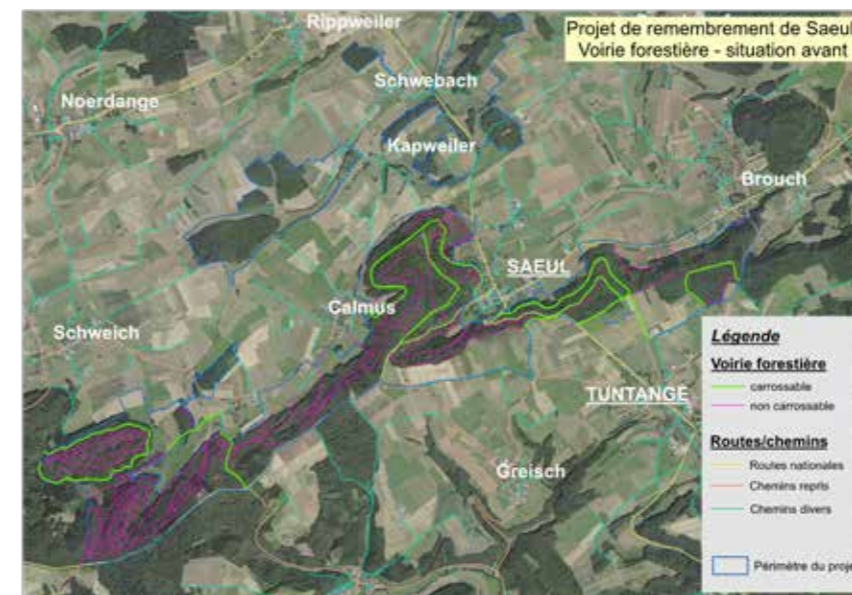 Projet de remembrement de Saeul
Voirie forestière - situation avant
Rippweiler
Schwebach
Noerdange
Kapweiler
Brouch
SAEUL
Calmus
Schweich
TUNTANGE
Greisch
Légende
Voirie forestière
carrossable
non carrossable
Routes/chemins
Routes nationales
Chemins repris
Chemins divers
Périmètre du proje